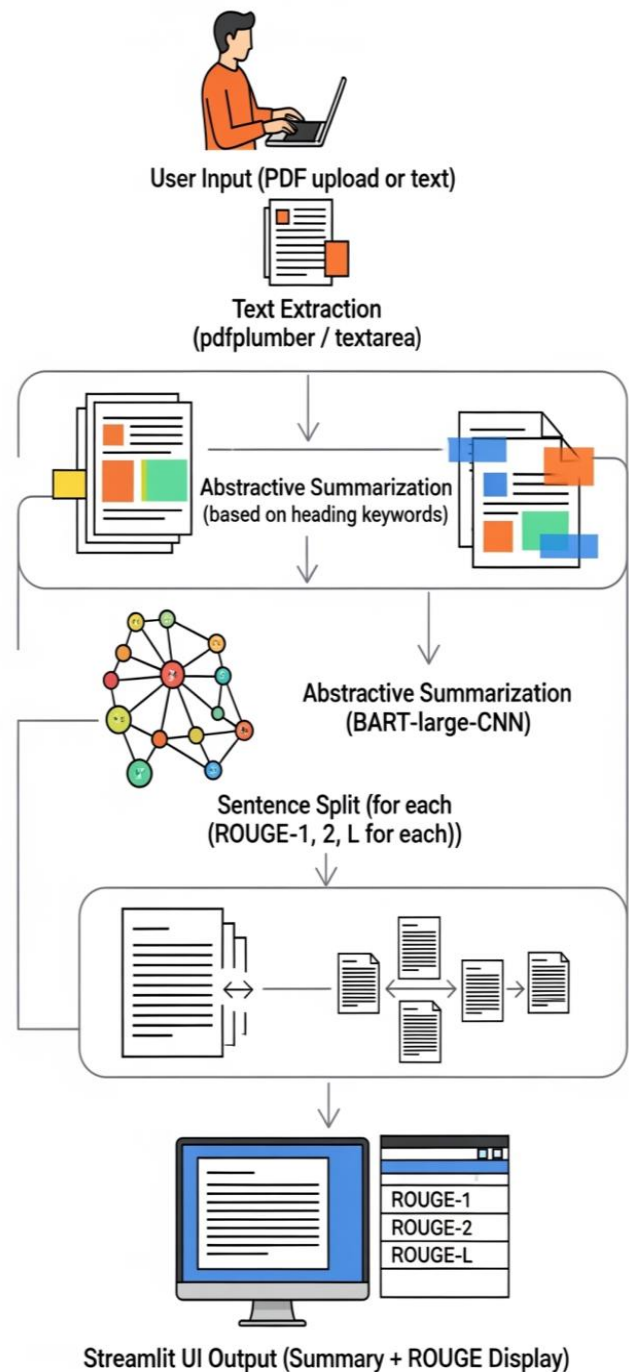 User Input (PDF upload or text)
Text Extraction
(pdfplumber / textarea)
Abstractive Summarization
(based on heading keywords)
Abstractive Summarization
(BART-large-CNN)
Sentence Split (for each
(ROUGE-1, 2, L for each))
ROUGE-1
ROUGE-2
ROUGE-L
Streamlit UI Output (Summary + ROUGE Display)